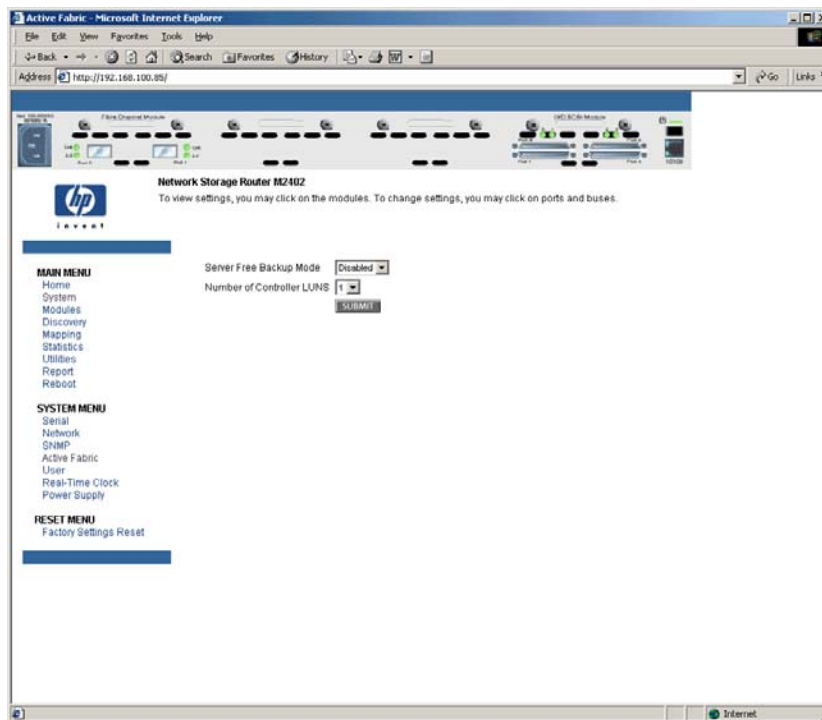 Active Fabric - Microsoft Internet Explorer
File Edit View Favorites Tools Help
Back Search Favorites History
Address http://192.168.100.85/ Go Links
Fibre Channel Module
hp
invent
Network Storage Router M2402
To view settings, you may click on the modules. To change settings, you may click on ports and buses.
Server Free Backup Mode Disabled
Number of Controller LUNS 1
SUBMIT
MAIN MENU
Home
System
Modules
Discovery
Mapping
Statistics
Utilities
Report
Reboot
SYSTEM MENU
Serial
Network
SNMP
Active Fabric
User
Real-Time Clock
Power Supply
RESET MENU
Factory Settings Reset
Internet